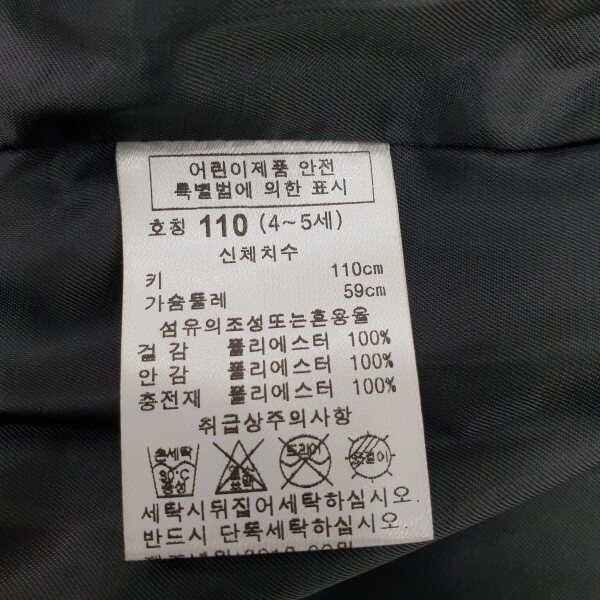 어린이제품 안전
특별법에 의한 표시
호칭 110 (4~5세)
신체치수
키 110cm
가슴둘레 59cm
섬유의조성또는혼용율
겉 감 폴리에스터 100%
안 감 폴리에스터 100%
충전재 폴리에스터 100%
취급상주의사항
손세탁
드라이
세탁시뒤집어세탁하십시오.
반드시 단독세탁하십시오.